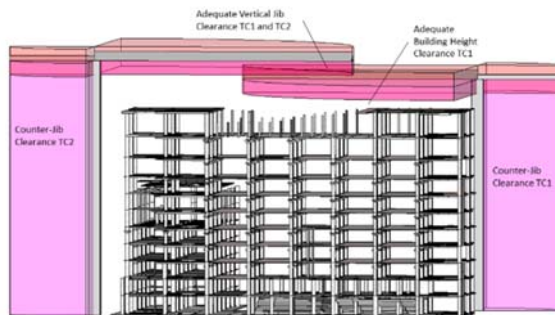 Adequate Vertical Jib
Clearance TC1 and TC2
Adequate
Building Height
Clearance TC1
Counter-Jib
Clearance TC2
Counter-Jib
Clearance TC1